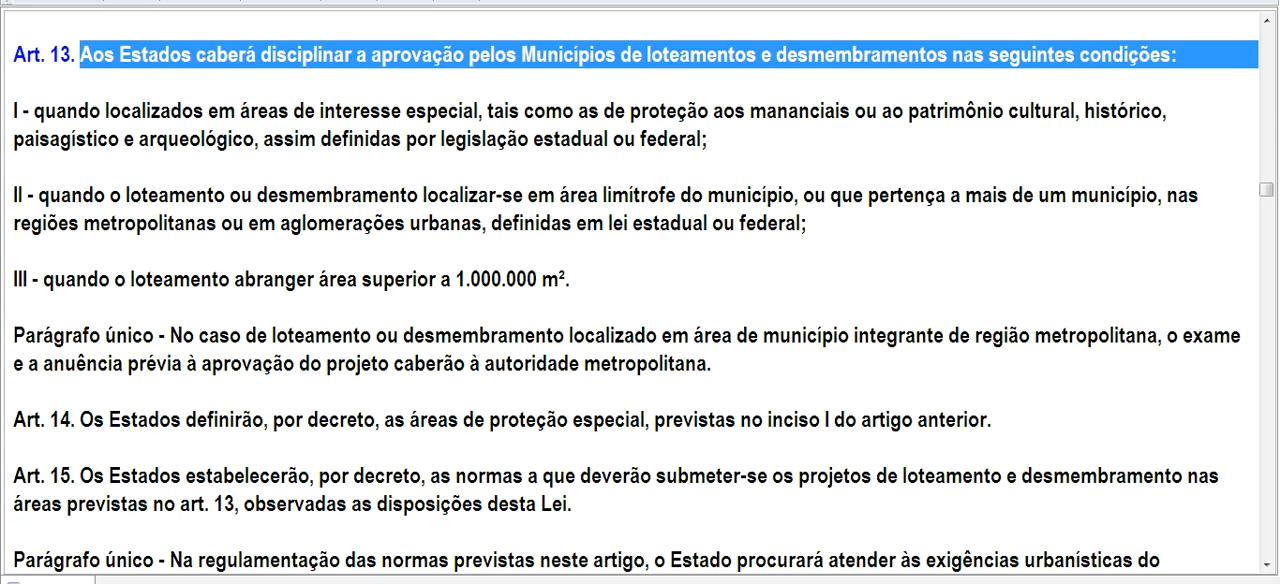 Art. 13. Aos Estados caberá disciplinar a aprovação pelos Municípios de loteamentos e desmembramentos nas seguintes condições:
I - quando localizados em áreas de interesse especial, tais como as de proteção aos mananciais ou ao patrimônio cultural, histórico,
paisagístico e arqueológico, assim definidas por legislação estadual ou federal;
II - quando o loteamento ou desmembramento localizar-se em área limítrofe do município, ou que pertença a mais de um município, nas
regiões metropolitanas ou em aglomerações urbanas, definidas em lei estadual ou federal;
III - quando o loteamento abranger área superior a 1.000.000 m².
Parágrafo único - No caso de loteamento ou desmembramento localizado em área de município integrante de região metropolitana, o exame
e a anuência prévia à aprovação do projeto caberão à autoridade metropolitana.
Art. 14. Os Estados definirão, por decreto, as áreas de proteção especial, previstas no inciso I do artigo anterior.
Art. 15. Os Estados estabelecerão, por decreto, as normas a que deverão submeter-se os projetos de loteamento e desmembramento nas
áreas previstas no art. 13, observadas as disposições desta Lei.
Parágrafo único - Na regulamentação das normas previstas neste artigo, o Estado procurará atender às exigências urbanísticas do